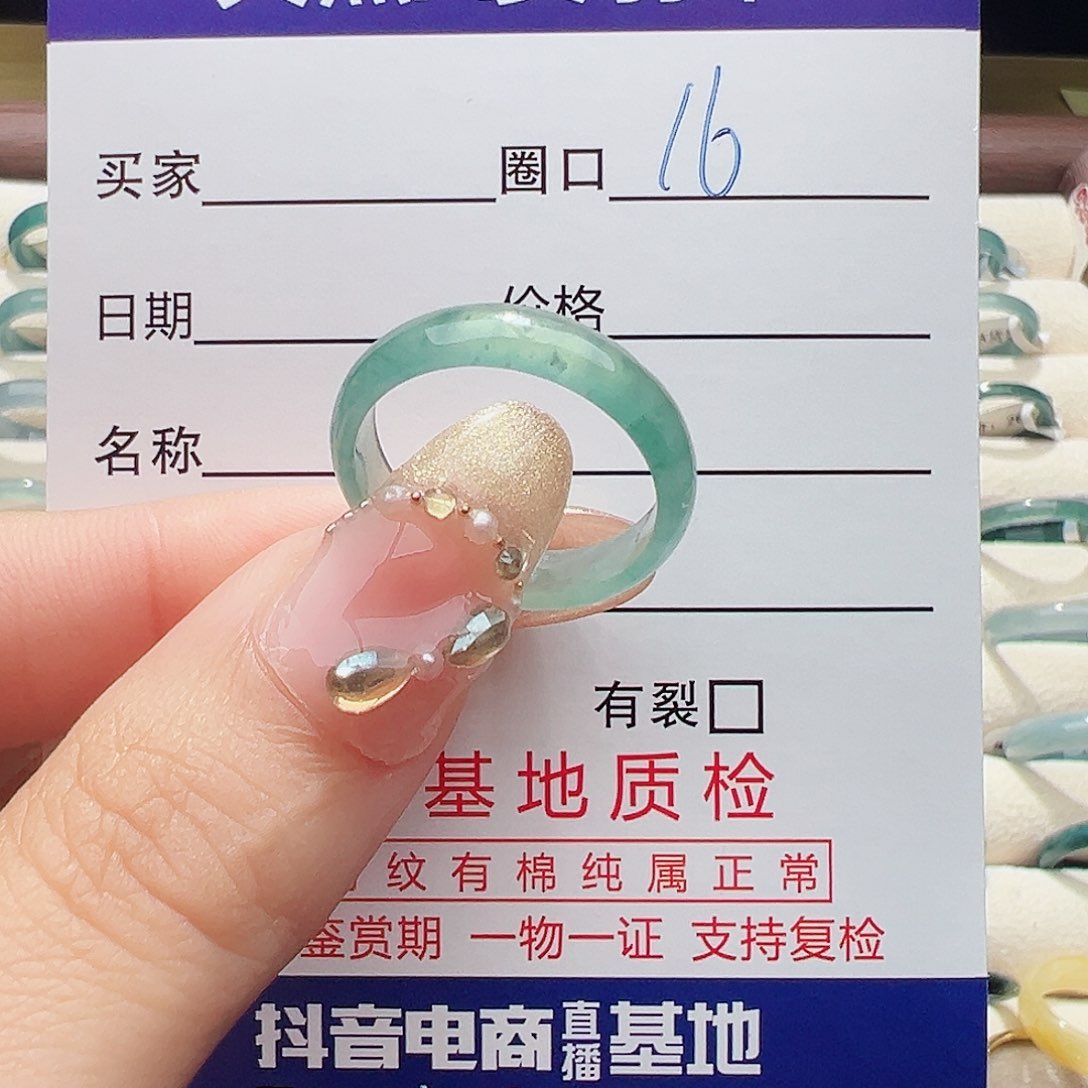 买家 圈口 16
日期 价格
名称
有裂
基地质检
纹有棉纯属正常
鉴赏期 一物一证 支持复检
抖音电商直播基地